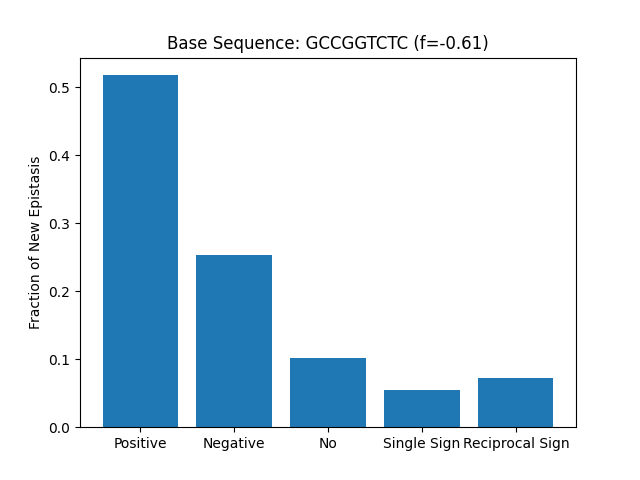 Base Sequence: GCCGGTCTC (f=-0.61)
Fraction of New Epistasis
0.5
0.4
0.3
0.2
0.1
0.0
Positive Negative No Single Sign Reciprocal Sign